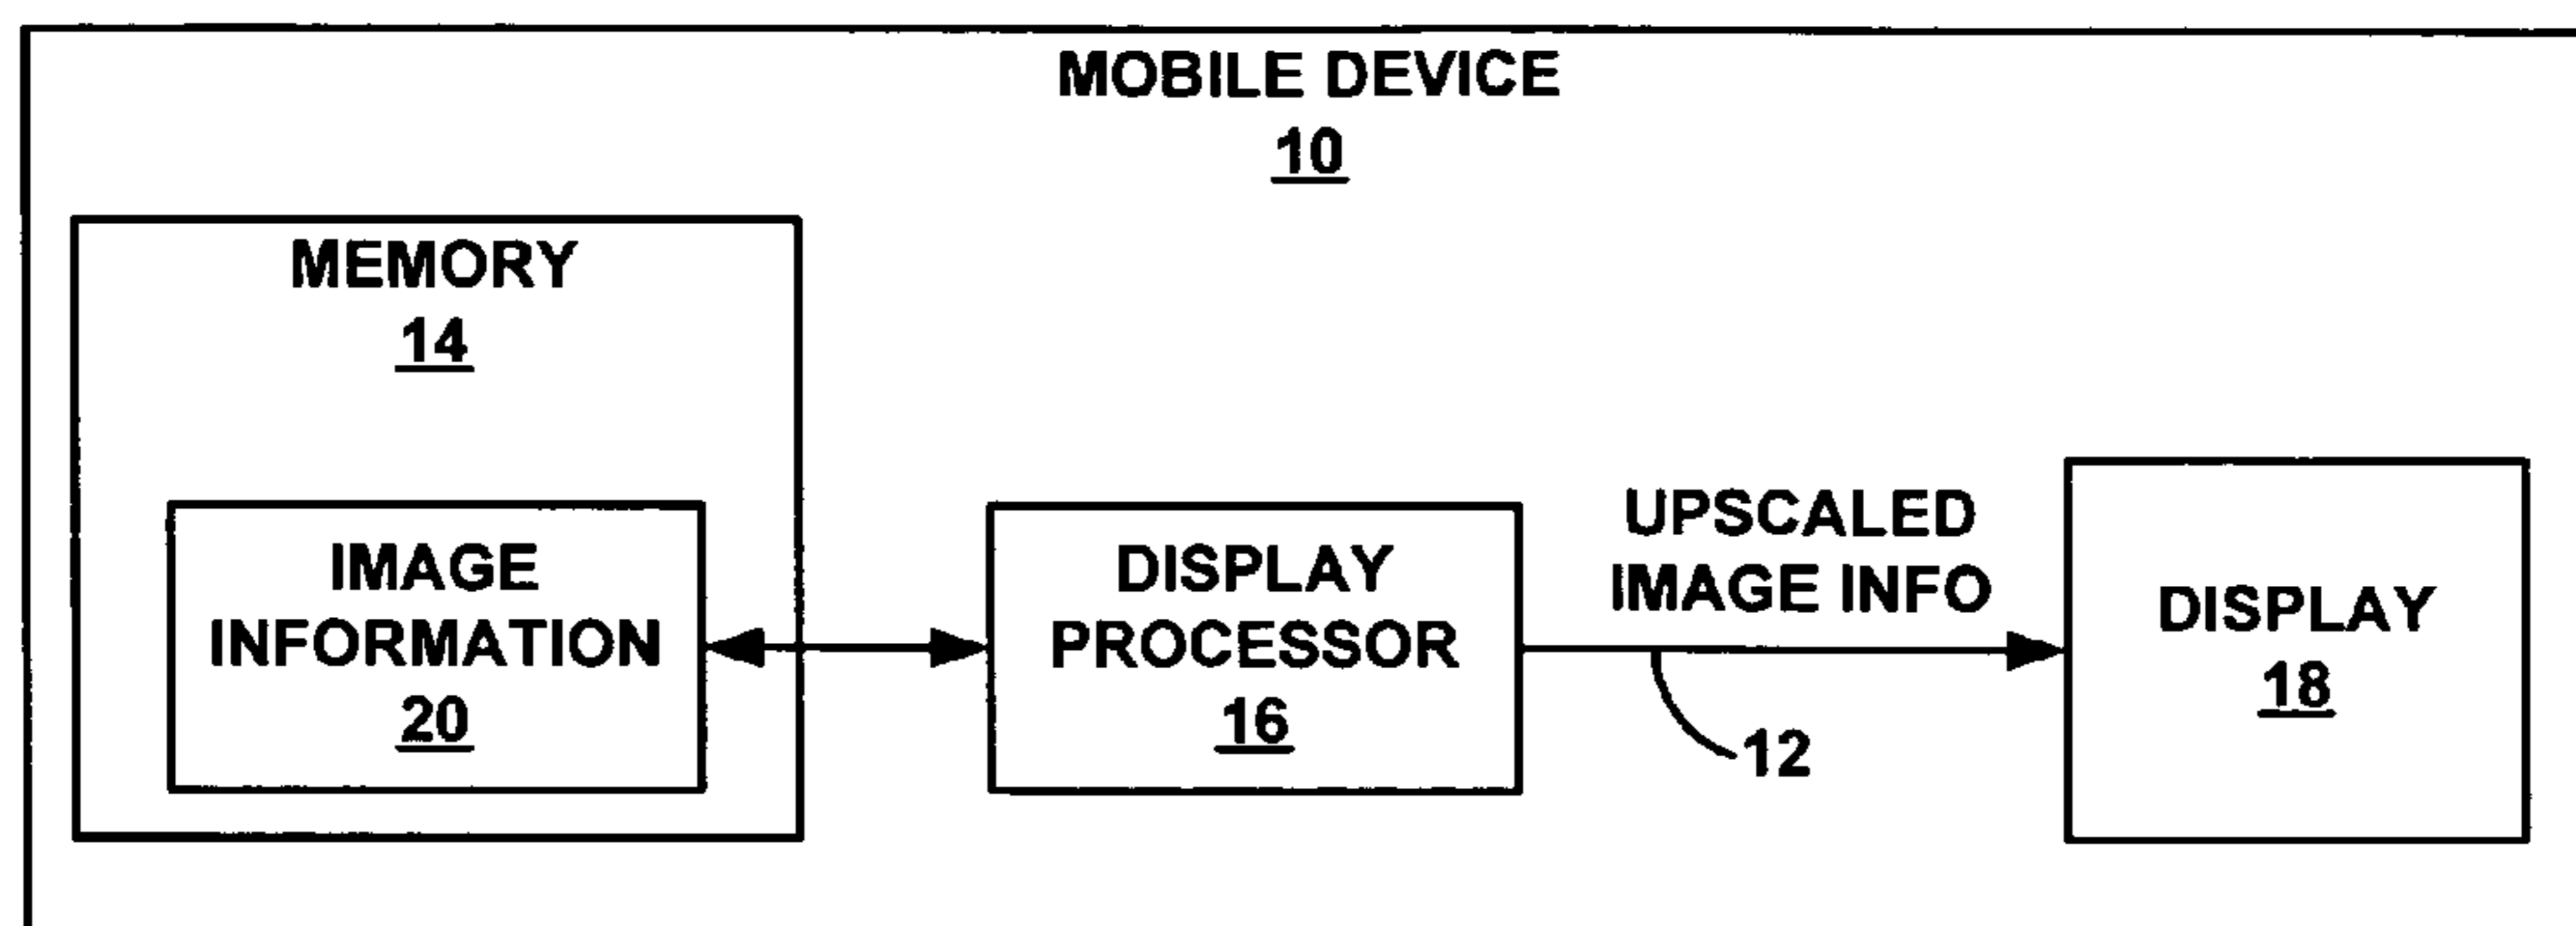 MOBILE DEVICE
10
MEMORY
14
IMAGE
INFORMATION
20
DISPLAY
PROCESSOR
16
UPSCALED
IMAGE INFO
12
DISPLAY
18